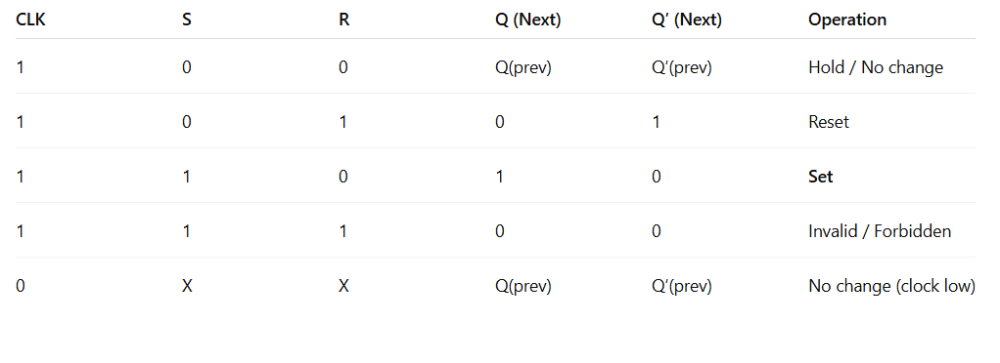 CLK S R Q (Next) Q’ (Next) Operation
1 0 0 Q(prev) Q’(prev) Hold / No change
1 0 1 0 1 Reset
1 1 0 1 0 Set
1 1 1 0 0 Invalid / Forbidden
0 X X Q(prev) Q’(prev) No change (clock low)